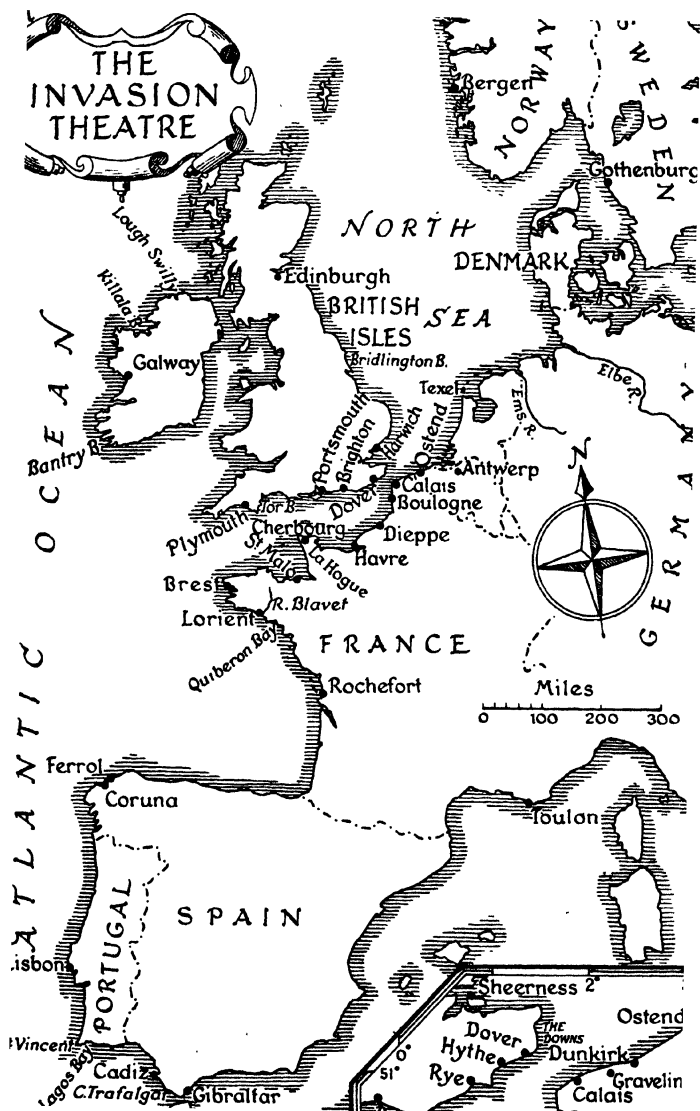 THE
INVASION
THEATRE
Bergen
NORWAY
SWEDEN
Gothenburg
Lough Swilly
NORTH
SEA
DENMARK
Edinburgh
Killala B.
BRITISH
ISLES
Galway
Bridlington B.
Texel
Elbe R.
Ems R.
Portsmouth
Brighton
Harwich
Ostend
Bantry B.
Antwerp
N
Dover
Calais
Boulogne
Tor B.
Plymouth
Cherbourg
Dieppe
St. Malo
La Hogue
Havre
Brest
R. Blavet
Lorient
Quiberon Bay
FRANCE
GERMANY
Rochefort
Miles
0 100 200 300
ATLANTIC
OCEAN
Ferrol
Coruna
Toulon
SPAIN
PORTUGAL
isbon
Vincent
Lagos Bay
Cadiz
C. Trafalgar
Gibraltar
Sheerness
2°
0°
51°
Ostend
THE
DOWNS
Dover
Hythe
Dunkirk
Rye
Gravelin
Calais